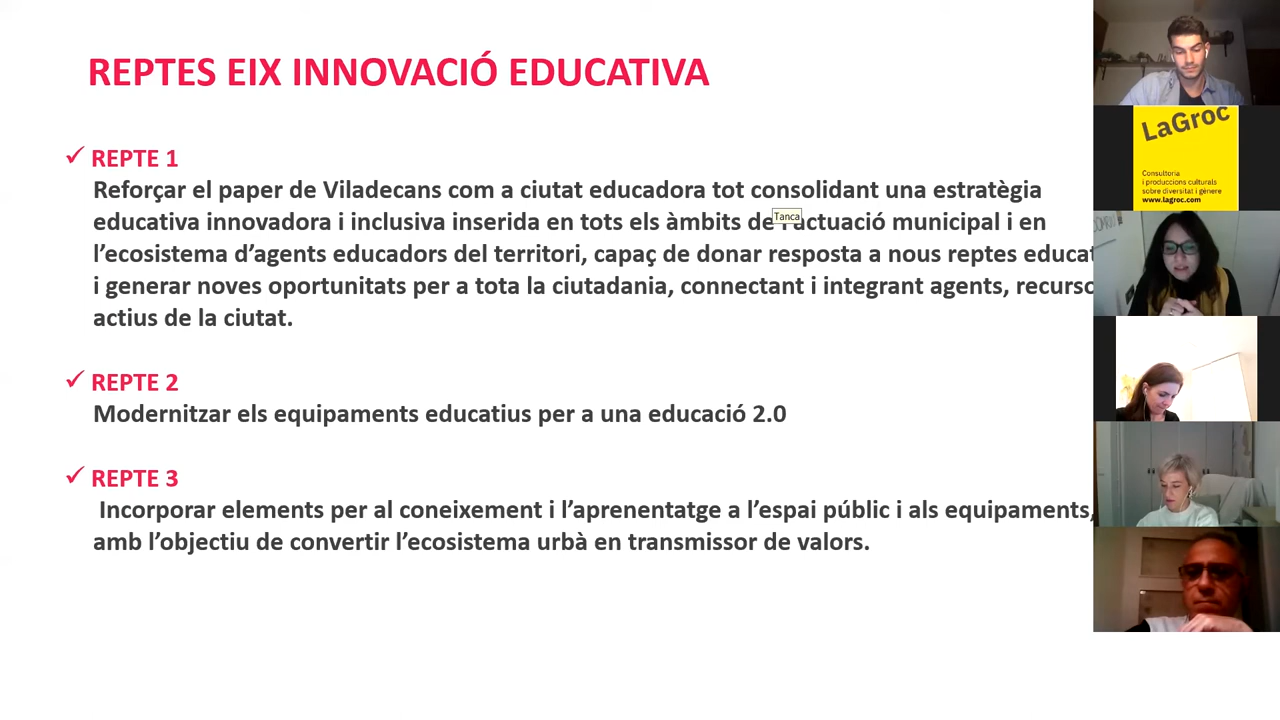 REPTES EIX INNOVACIÓ EDUCATIVA
✓ REPTE 1
Reforçar el paper de Viladecans com a ciutat educadora tot consolidant una estratègia
educativa innovadora i inclusiva inserida en tots els àmbits de l'actuació municipal i en
l'ecosistema d'agents educadors del territori, capaç de donar resposta a nous reptes educat
i generar noves oportunitats per a tota la ciutadania, connectant i integrant agents, recurso
actius de la ciutat.
✓ REPTE 2
Modernitzar els equipaments educatius per a una educació 2.0
✓ REPTE 3
Incorporar elements per al coneixement i l'aprenentatge a l'espai públic i als equipaments,
amb l'objectiu de convertir l'ecosistema urbà en transmissor de valors.
Tanca
LaGroc
Consultoria
i produccions culturals
sobre diversitat i gènere
www.lagroc.com